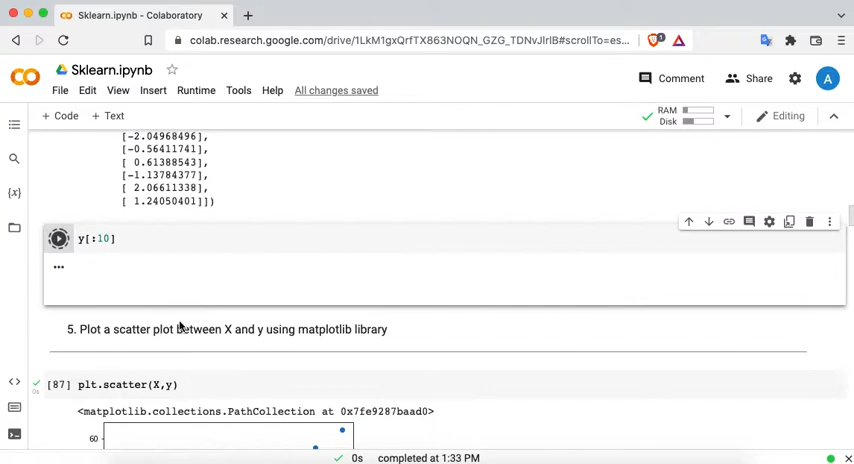 Sklearn.ipynb - Colaboratory
colab.research.google.com/drive/1LkM1gxQrfTX863NOQN_GZG_TDNvJIrlB#scrollTo=es...
1
Sklearn.ipynb
Comment
Share
A
File Edit View Insert Runtime Tools Help All changes saved
+ Code + Text
RAM
Disk
Editing
[-2.04968496],
[-0.56411741],
[ 0.61388543],
[-1.13784377],
[ 2.06611338],
[ 1.24050401]])
{x}
y[:10]
5. Plot a scatter plot between X and y using matplotlib library
[87] plt.scatter(X,y)
0s
<matplotlib.collections.PathCollection at 0x7fe9287baad0>
60
0s completed at 1:33 PM